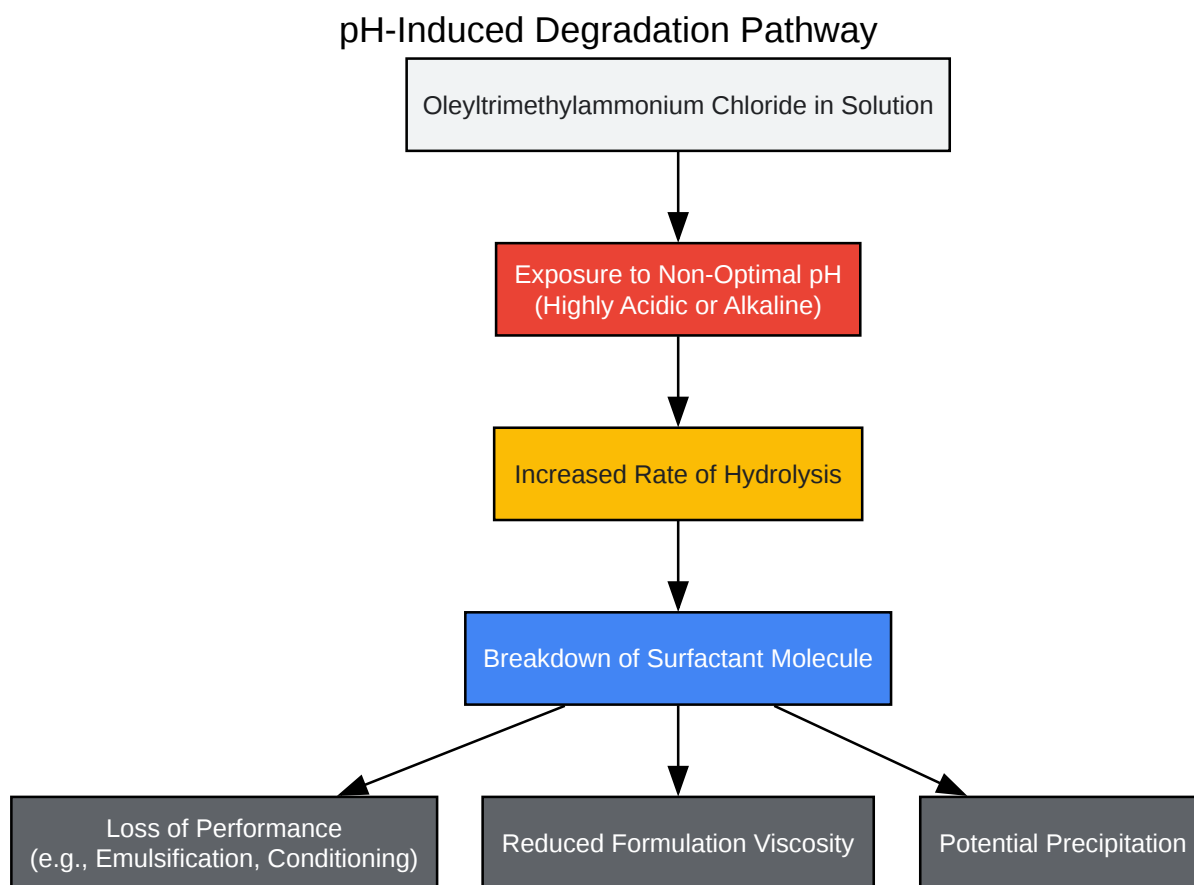 pH-Induced Degradation Pathway
Oleyltrimethylammonium Chloride in Solution
Exposure to Non-Optimal pH
(Highly Acidic or Alkaline)
Increased Rate of Hydrolysis
Breakdown of Surfactant Molecule
Loss of Performance
(e.g., Emulsification, Conditioning)
Reduced Formulation Viscosity
Potential Precipitation